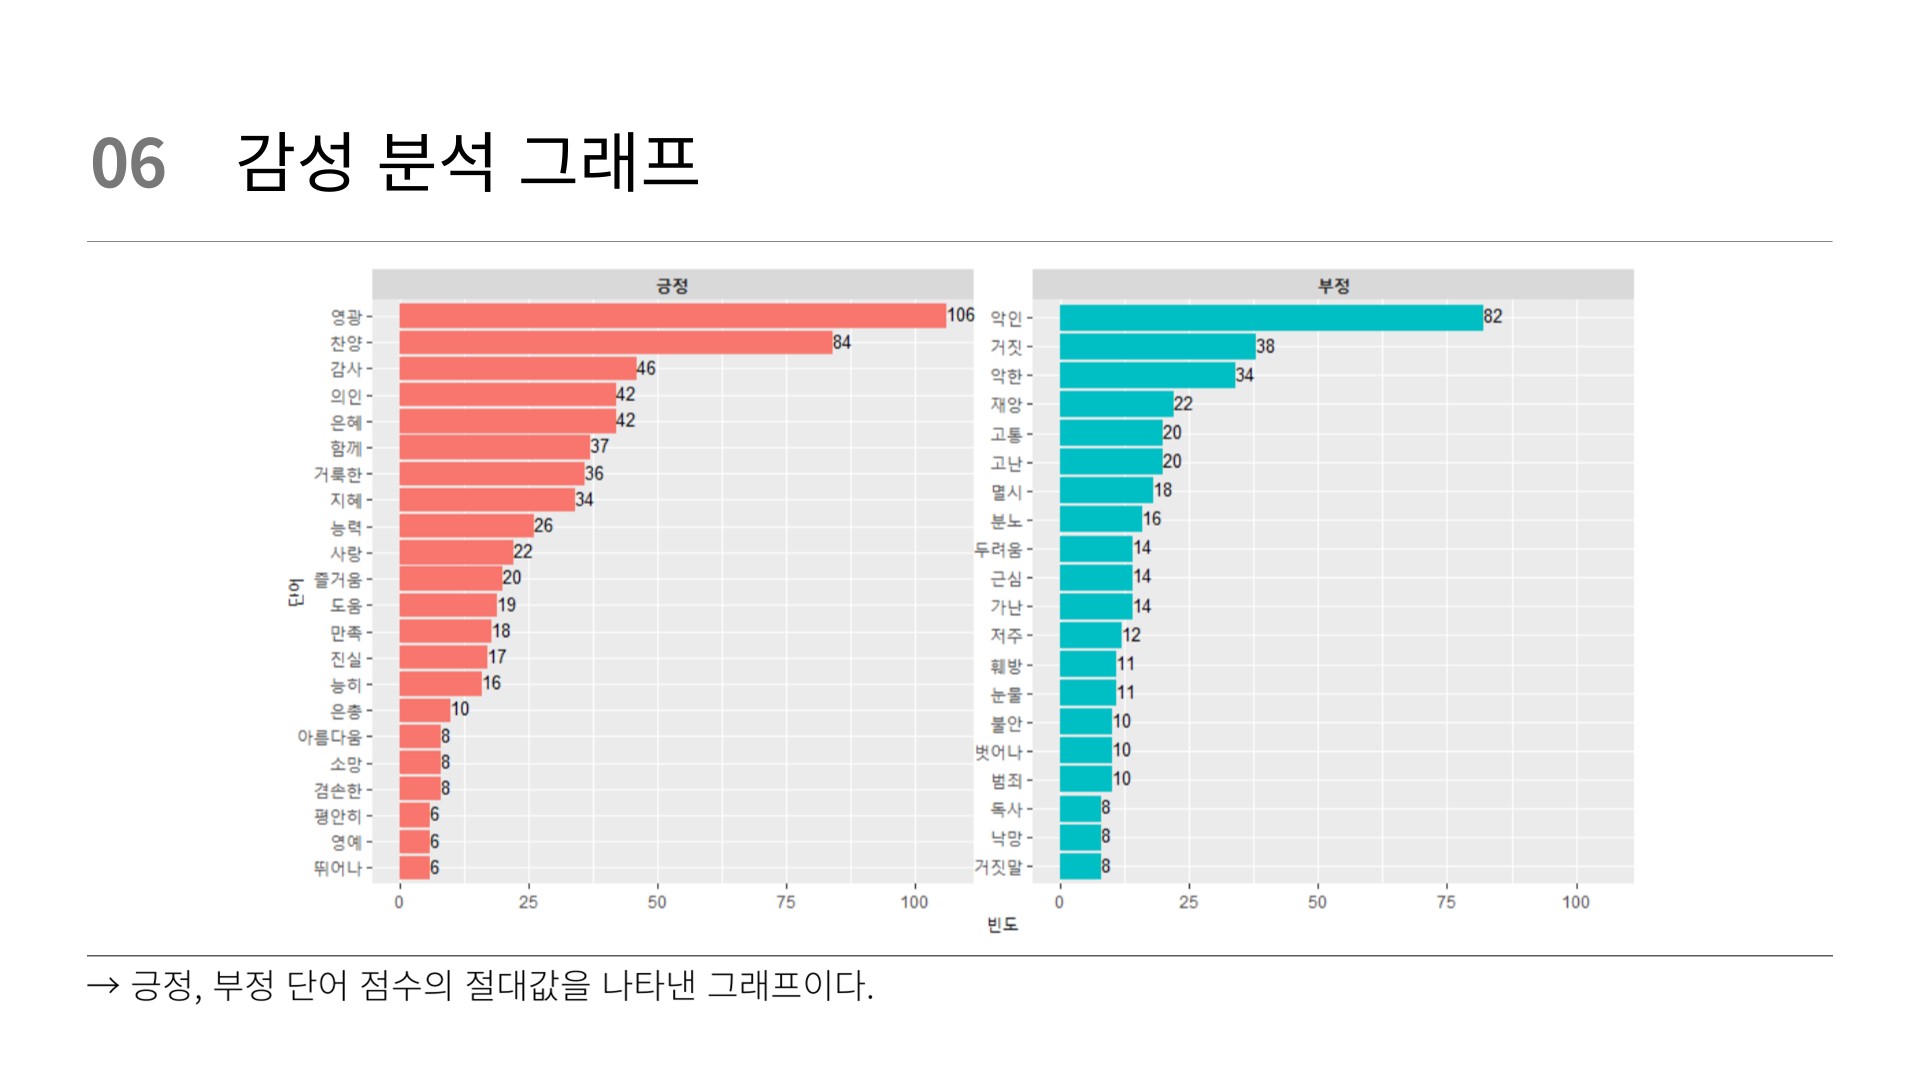 06 감성 분석 그래프
긍정
영광 106
찬양 84
감사 46
의인 42
은혜 42
함께 37
거룩한 36
지혜 34
능력 26
사랑 22
즐거움 20
도움 19
만족 18
진실 17
능히 16
은총 10
아름다움 8
소망 8
겸손한 8
평안히 6
영예 6
뛰어나 6
0 25 50 75 100
단어
부정
악인 82
거짓 38
악한 34
재앙 22
고통 20
고난 20
멸시 18
분노 16
두려움 14
근심 14
가난 14
저주 12
훼방 11
눈물 11
불안 10
벗어나 10
범죄 10
독사 8
낙망 8
거짓말 8
0 25 50 75 100
빈도
→ 긍정, 부정 단어 점수의 절대값을 나타낸 그래프이다.